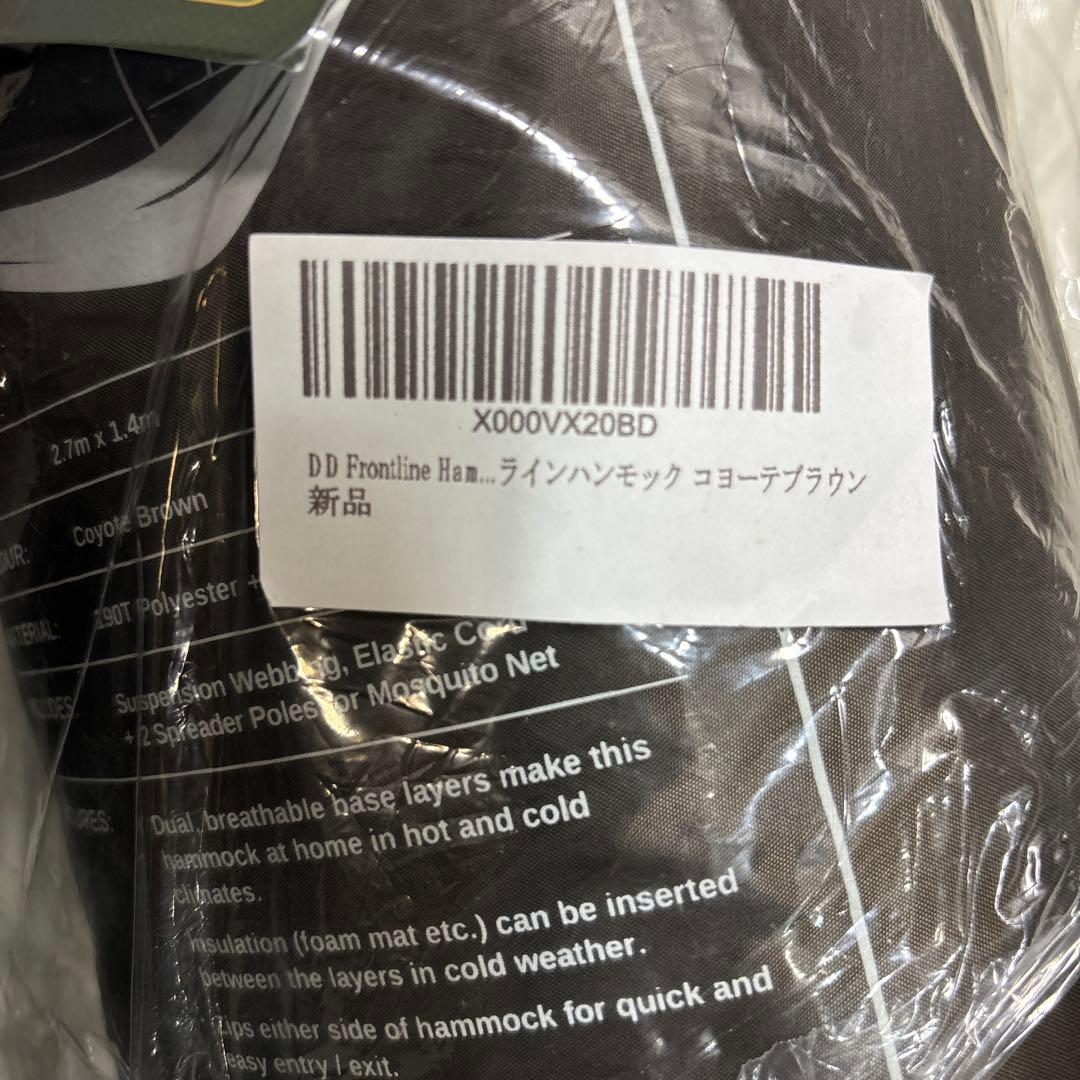 X000VX20BD
DD Frontline Ham...ラインハンモック コヨーテブラウン
新品
2.7m x 1.4m
OUR: Coyote Brown
MATERIAL: 190T Polyester +
Suspension Webbing, Elastic Cord
+ 2 Spreader Poles for Mosquito Net
Dual, breathable base layers make this
hammock at home in hot and cold
climates.
Insulation (foam mat etc.) can be inserted
between the layers in cold weather.
Zips either side of hammock for quick and
easy entry / exit.